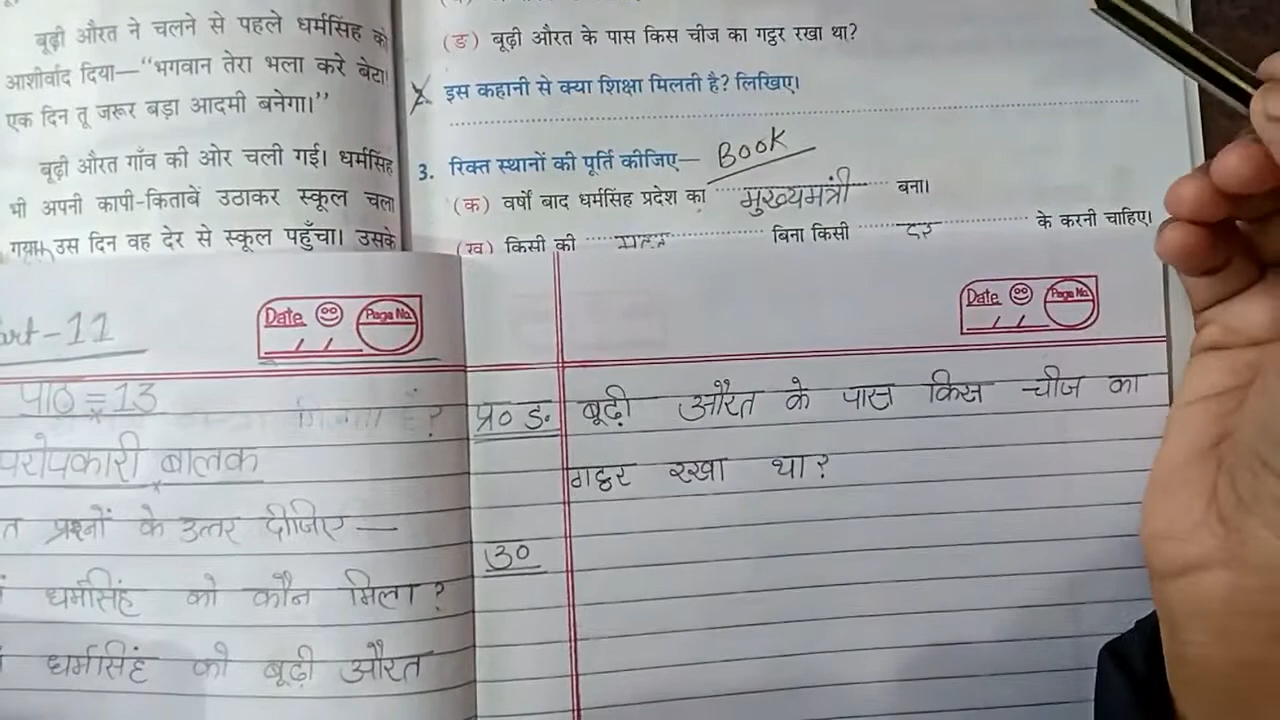 बूढ़ी औरत ने चलने से पहले धर्मसिंह को
आशीर्वाद दिया—“भगवान तेरा भला करे बेटा।
एक दिन तू जरूर बड़ा आदमी बनेगा।”
बूढ़ी औरत गाँव की ओर चली गई। धर्मसिंह
भी अपनी कापी-किताबें उठाकर स्कूल चला
गया। उस दिन वह देर से स्कूल पहुँचा। उसके
(ङ) बूढ़ी औरत के पास किस चीज का गट्ठर रखा था?
इस कहानी से क्या शिक्षा मिलती है? लिखिए।
3. रिक्त स्थानों की पूर्ति कीजिए— Book
(क) वर्षों बाद धर्मसिंह प्रदेश का मुख्यमंत्री बना।
(ख) किसी की बिना किसी के करनी चाहिए।
-11
Date Page No.
पाठ = 13
परोपकारी बालक
प्रश्नों के उत्तर दीजिए —
धर्मसिंह को कौन मिला?
धर्मसिंह को बूढ़ी औरत
Date Page No.
प्र० ङ. बूढ़ी औरत के पास किस चीज का
गट्ठर रखा था?
उ०